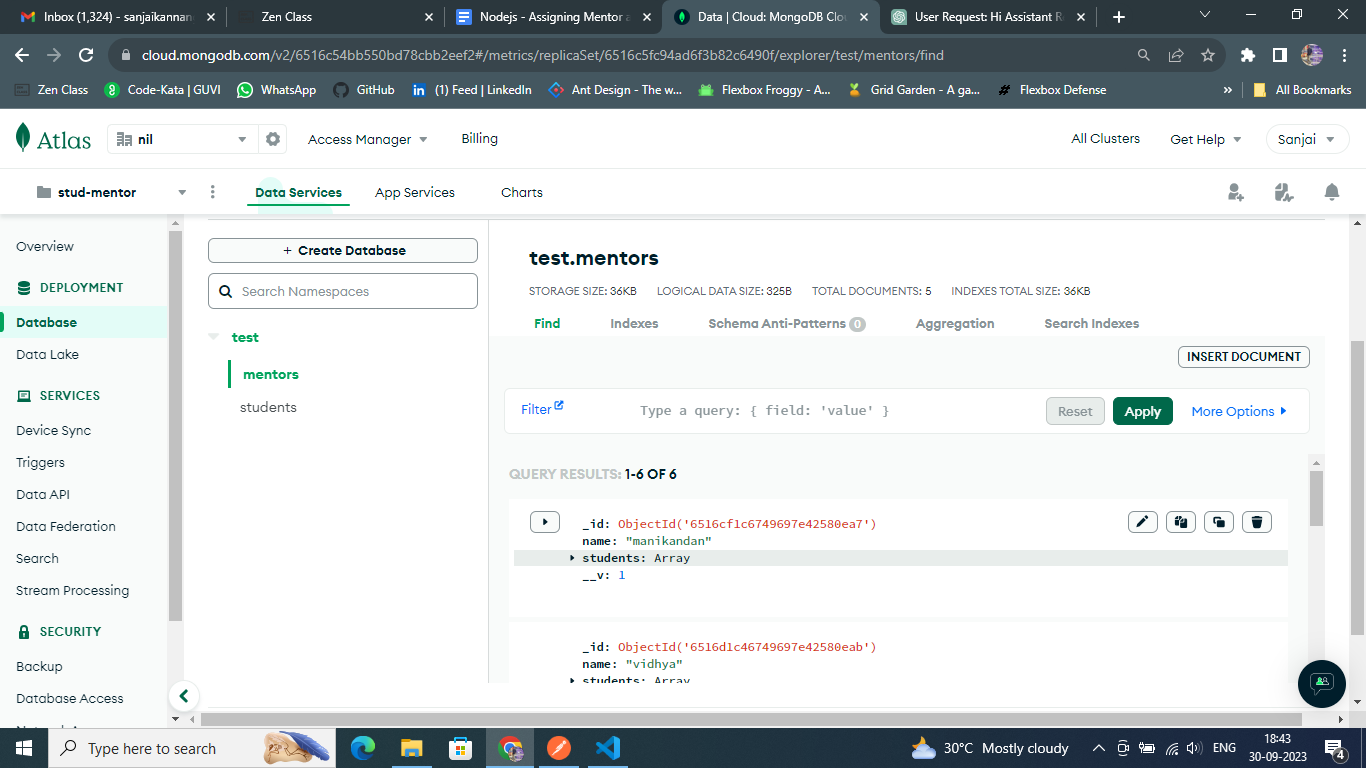 Inbox (1,324) - sanjaikannan
Zen Class
Nodejs - Assigning Mentor a
Data | Cloud: MongoDB Clou
User Request: Hi Assistant R
cloud.mongodb.com/v2/6516c54bb550bd78cbb2eef2#/metrics/replicaSet/6516c5fc94ad6f3b82c6490f/explorer/test/mentors/find
Zen Class
Code-Kata | GUVI
WhatsApp
GitHub
(1) Feed | LinkedIn
Ant Design - The w...
Flexbox Froggy - A...
Grid Garden - A ga...
Flexbox Defense
»
All Bookmarks
Atlas
nil
Access Manager
Billing
All Clusters
Get Help
Sanjai
stud-mentor
Data Services
App Services
Charts
Overview
DEPLOYMENT
Database
Data Lake
SERVICES
Device Sync
Triggers
Data API
Data Federation
Search
Stream Processing
SECURITY
Backup
Database Access
+ Create Database
Search Namespaces
test
mentors
students
test.mentors
STORAGE SIZE: 36KB LOGICAL DATA SIZE: 325B TOTAL DOCUMENTS: 5 INDEXES TOTAL SIZE: 36KB
Find
Indexes
Schema Anti-Patterns 0
Aggregation
Search Indexes
INSERT DOCUMENT
Filter
Type a query: { field: 'value' }
Reset
Apply
More Options
QUERY RESULTS: 1-6 OF 6
_id: ObjectId('6516cf1c6749697e42580ea7')
name: "manikandan"
students: Array
__v: 1
_id: ObjectId('6516d1c46749697e42580eab')
name: "vidhya"
students: Array
Type here to search
30°C Mostly cloudy
ENG
18:43
30-09-2023
4